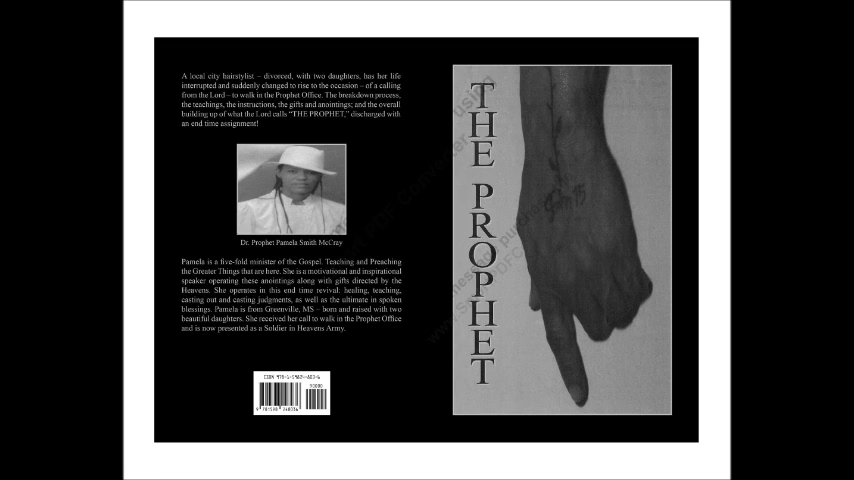 A local city hairstylist – divorced, with two daughters, has her life
interrupted and suddenly changed to rise to the occasion – of a calling
from the Lord – to walk in the Prophet Office. The breakdown process,
the teachings, the instructions, the gifts and anointings; and the overall
building up of what the Lord calls “THE PROPHET,” discharged with
an end time assignment!
Dr. Prophet Pamela Smith McCray
Pamela is a five-fold minister of the Gospel. Teaching and Preaching
the Greater Things that are here. She is a motivational and inspirational
speaker operating these anointings along with gifts directed by the
Heavens. She operates in this end time revival; healing, teaching,
casting out and casting judgments, as well as the ultimate in spoken
blessings. Pamela is from Greenville, MS – born and raised with two
beautiful daughters. She received her call to walk in the Prophet Office
and is now presented as a Soldier in Heavens Army.
ISBN
90000
THE PROPHET
using
PDF Converter